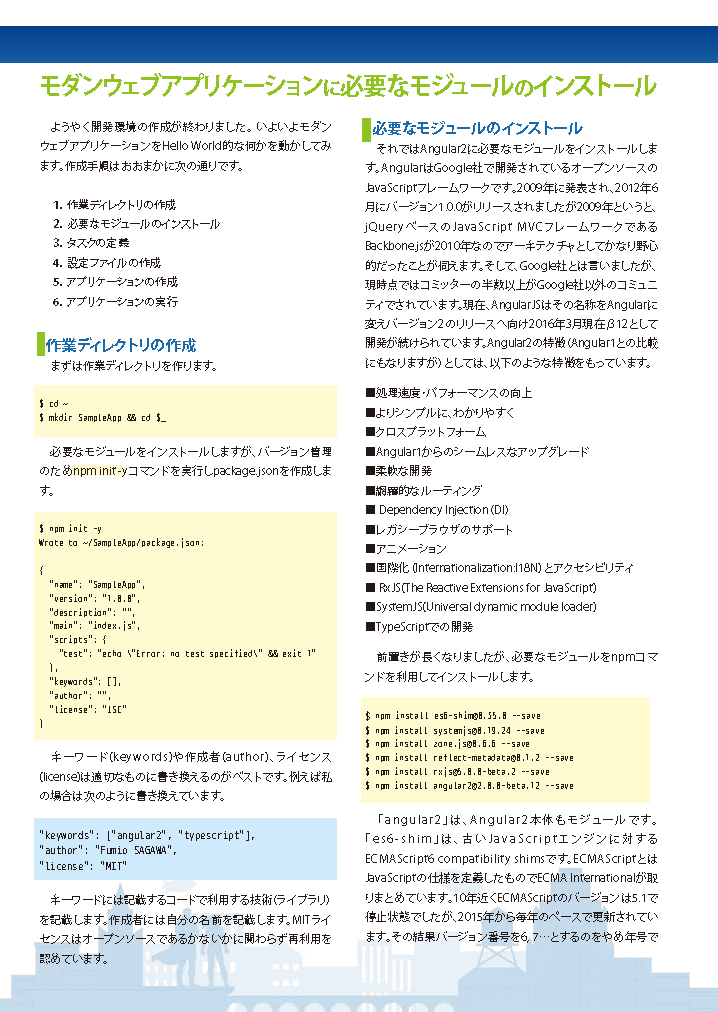 モダンウェブアプリケーションに必要なモジュールのインストール
ようやく開発環境の作成が終わりました。いよいよモダン
ウェブアプリケーションをHello World的な何かを動かしてみ
ます。作成手順はおおまかに次の通りです。
1. 作業ディレクトリの作成
2. 必要なモジュールのインストール
3. タスクの定義
4. 設定ファイルの作成
5. アプリケーションの作成
6. アプリケーションの実行
作業ディレクトリの作成
まずは作業ディレクトリを作ります。
$ cd ~
$ mkdir SampleApp && cd $_
必要なモジュールをインストールしますが、バージョン管理
のためnpm init -yコマンドを実行しpackage.jsonを作成しま
す。
$ npm init -y
Wrote to ~/SampleApp/package.json:
{
"name": "SampleApp",
"version": "1.0.0",
"description": "",
"main": "index.js",
"scripts": {
"test": "echo \"Error: no test specified\" && exit 1"
},
"keywords": [],
"author": "",
"license": "ISC"
}
キーワード(keywords)や作成者(author)、ライセンス
(license)は適切なものに書き換えるのがベストです。例えば私
の場合は次のように書き換えています。
"keywords": ["angular2", "typescript"],
"author": "Fumio SAGAWA",
"license": "MIT"
キーワードには記載するコードで利用する技術(ライブラリ)
を記載します。作成者には自分の名前を記載します。MITライ
センスはオープンソースであるかないかに関わらず再利用を
認めています。
必要なモジュールのインストール
それではAngular2に必要なモジュールをインストールしま
す。AngularはGoogle社で開発されているオープンソースの
JavaScriptフレームワークです。2009年に発表され、2012年6
月にバージョン1.0.0がリリースされましたが2009年というと、
jQueryベースのJavaScript MVCフレームワークである
Backbone.jsが2010年なのでアーキテクチャとしてかなり野心
的だったことが伺えます。そして、Google社とは言いましたが、
現時点ではコミッターの半数以上がGoogle社以外のコミュニ
ティでされています。現在、AngularJSはその名称をAngularに
変えバージョン2のリリースへ向け2016年3月現在β12として
開発が続けられています。Angular2の特徴(Angular1との比較
にもなりますが)としては、以下のような特徴をもっています。
■処理速度・パフォーマンスの向上
■よりシンプルに、わかりやすく
■クロスプラットフォーム
■Angular1からのシームレスなアップグレード
■柔軟な開発
■網羅的なルーティング
■ Dependency Injection (DI)
■レガシーブラウザのサポート
■アニメーション
■国際化 (Internationalization:I18N) とアクセシビリティ
■ RxJS(The Reactive Extensions for JavaScript)
■SystemJS(Universal dynamic module loader)
■TypeScriptでの開発
前置きが長くなりましたが、必要なモジュールをnpmコマ
ンドを利用してインストールします。
$ npm install es6-shim@0.35.0 --save
$ npm install systemjs@0.19.24 --save
$ npm install zone.js@0.6.6 --save
$ npm install reflect-metadata@0.1.2 --save
$ npm install rxjs@5.0.0-beta.2 --save
$ npm install angular2@2.0.0-beta.12 --save
「angular2」は、Angular2本体もモジュールです。
「es6-shim」は、古いJavaScriptエンジンに対する
ECMAScript6 compatibility shimsです。ECMAScriptとは
JavaScriptの仕様を定義したものでECMA Internationalが取
りまとめています。10年近くECMAScriptのバージョンは5.1で
停止状態でしたが、2015年から毎年のペースで更新されてい
ます。その結果バージョン番号を6, 7…とするのをやめ年号で